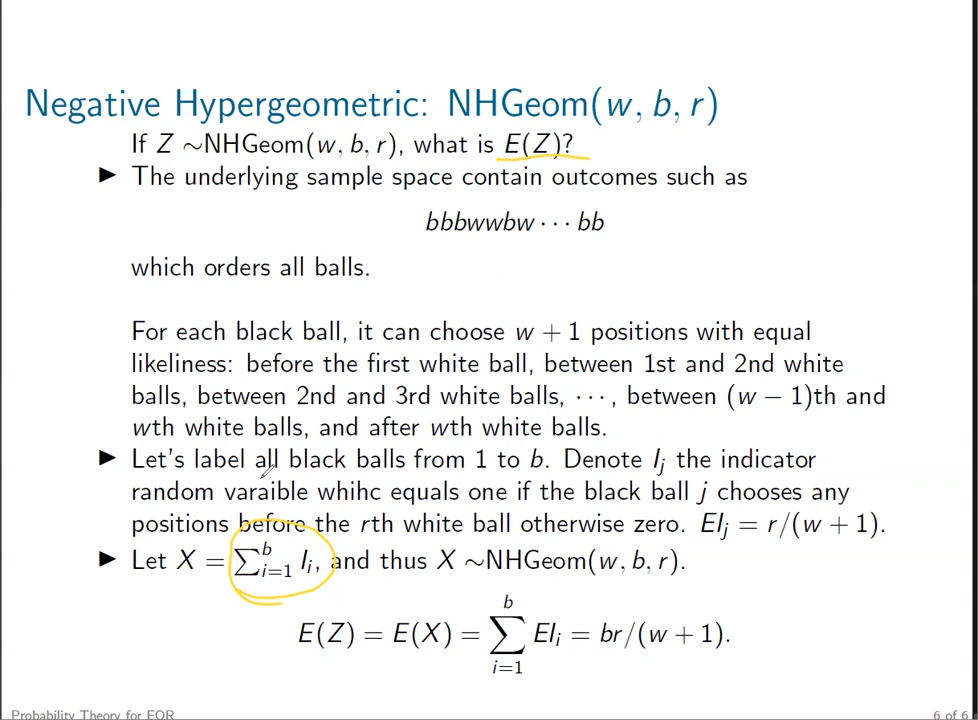 Negative Hypergeometric: NHGeom(w, b, r)
If Z ∼NHGeom(w, b, r), what is E(Z)?
▶ The underlying sample space contain outcomes such as
bbbwwbw · · · bb
which orders all balls.
For each black ball, it can choose w + 1 positions with equal
likeliness: before the first white ball, between 1st and 2nd white
balls, between 2nd and 3rd white balls, · · · , between (w − 1)th and
wth white balls, and after wth white balls.
▶ Let's label all black balls from 1 to b. Denote I_j the indicator
random varaible whihc equals one if the black ball j chooses any
positions before the rth white ball otherwise zero. EI_j = r/(w + 1).
▶ Let X = ∑_{i=1}^{b} I_i, and thus X ∼NHGeom(w, b, r).
E(Z) = E(X) = ∑_{i=1}^{b} EI_i = br/(w + 1).
Probability Theory for EOR 6 of 6